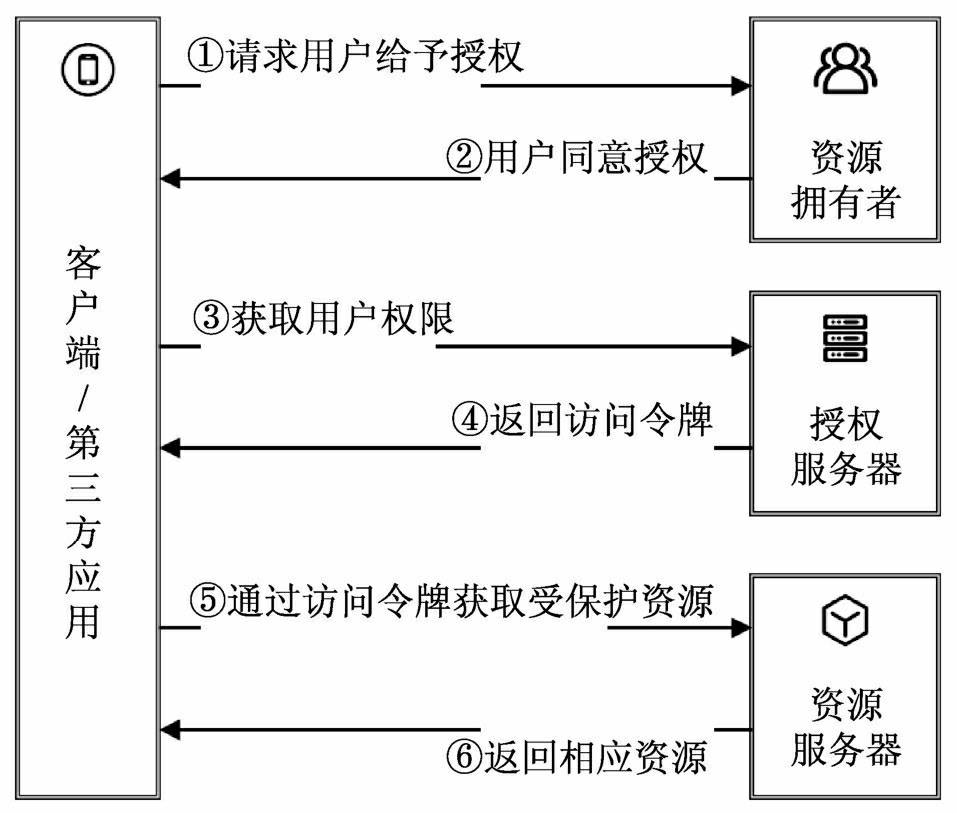 ①请求用户给予授权
②用户同意授权
资源
拥有者
客户端/第三方应用
③获取用户权限
④返回访问令牌
授权
服务器
⑤通过访问令牌获取受保护资源
⑥返回相应资源
资源
服务器